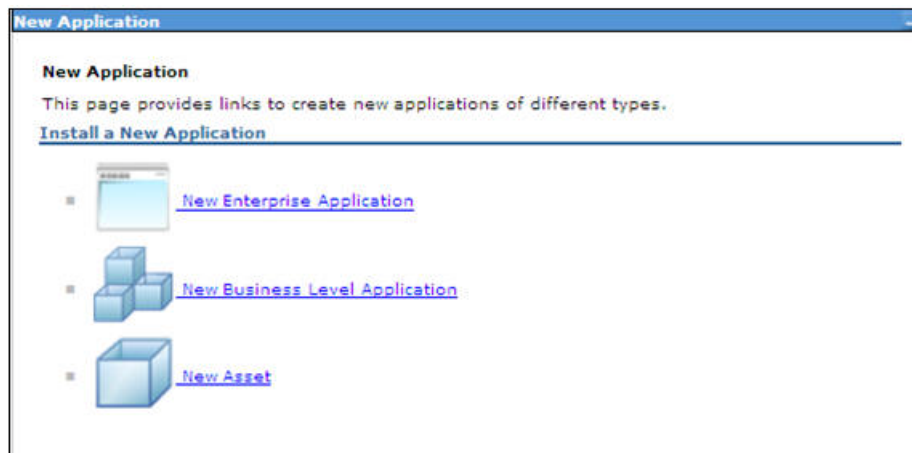 New Application
New Application
This page provides links to create new applications of different types.
Install a New Application
New Enterprise Application
New Business Level Application
New Asset